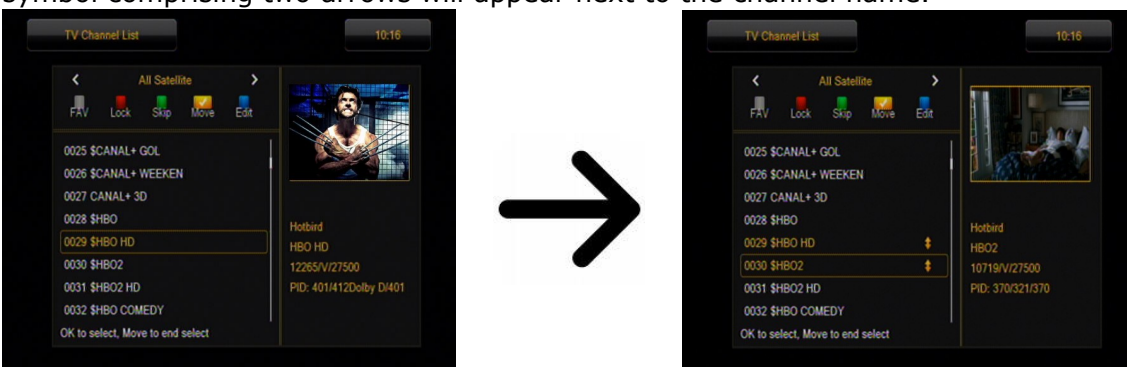 symbol comprising two arrows will appear next to the channel name.
TV Channel List
10:16
All Satellite
FAV Lock Skip Move Edit
0025 $CANAL+ GOL
0026 $CANAL+ WEEKEN
0027 CANAL+ 3D
0028 $HBO
0029 $HBO HD
0030 $HBO2
0031 $HBO2 HD
0032 $HBO COMEDY
OK to select, Move to end select
Hotbird
HBO HD
12265/V/27500
PID: 401/412Dolby D/401
TV Channel List
10:16
All Satellite
FAV Lock Skip Move Edit
0025 $CANAL+ GOL
0026 $CANAL+ WEEKEN
0027 CANAL+ 3D
0028 $HBO
0029 $HBO HD
0030 $HBO2
0031 $HBO2 HD
0032 $HBO COMEDY
OK to select, Move to end select
Hotbird
HBO2
10719/V/27500
PID: 370/321/370